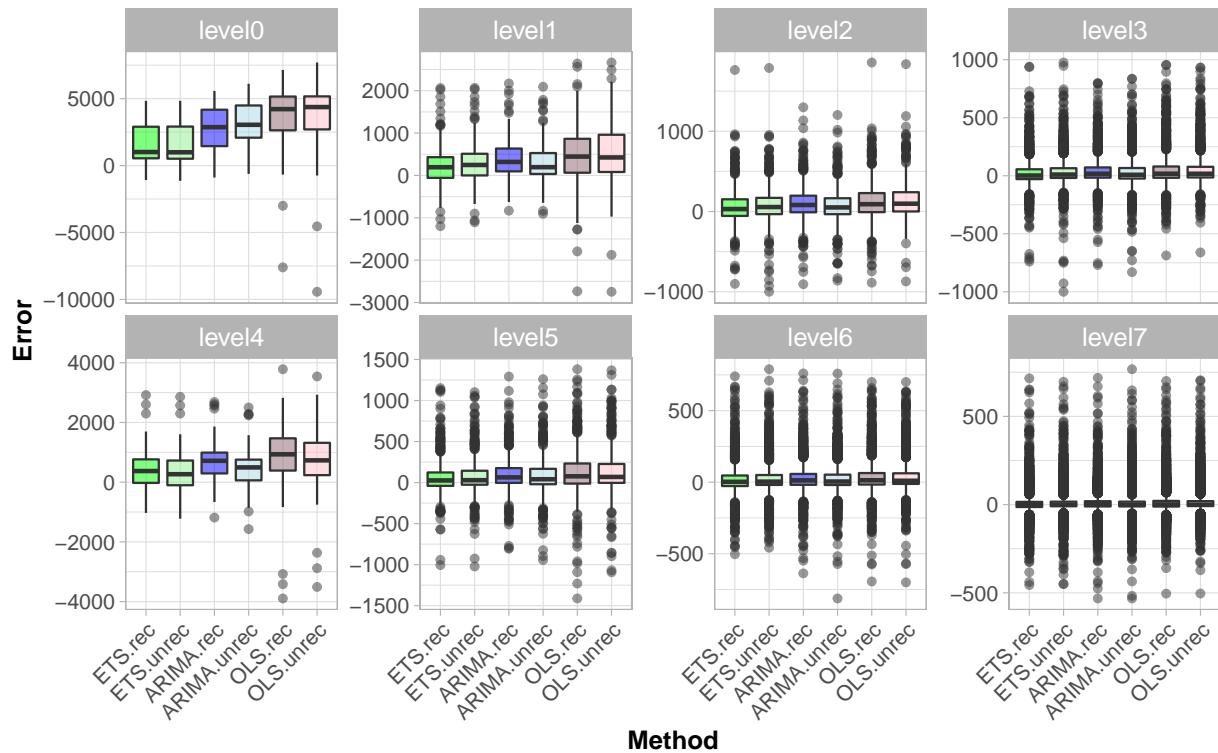 level0
level1
level2
level3
5000
0
−5000
−10000
2000
1000
0
−1000
−2000
−3000
1000
0
−1000
1000
500
0
−500
−1000
level4
level5
level6
level7
4000
2000
0
−2000
−4000
1500
1000
500
0
−500
−1000
−1500
500
0
−500
500
0
−500
ETS.rec
ETS.unrec
ARIMA.rec
ARIMA.unrec
OLS.rec
OLS.unrec
ETS.rec
ETS.unrec
ARIMA.rec
ARIMA.unrec
OLS.rec
OLS.unrec
ETS.rec
ETS.unrec
ARIMA.rec
ARIMA.unrec
OLS.rec
OLS.unrec
ETS.rec
ETS.unrec
ARIMA.rec
ARIMA.unrec
OLS.rec
OLS.unrec
Error
Method